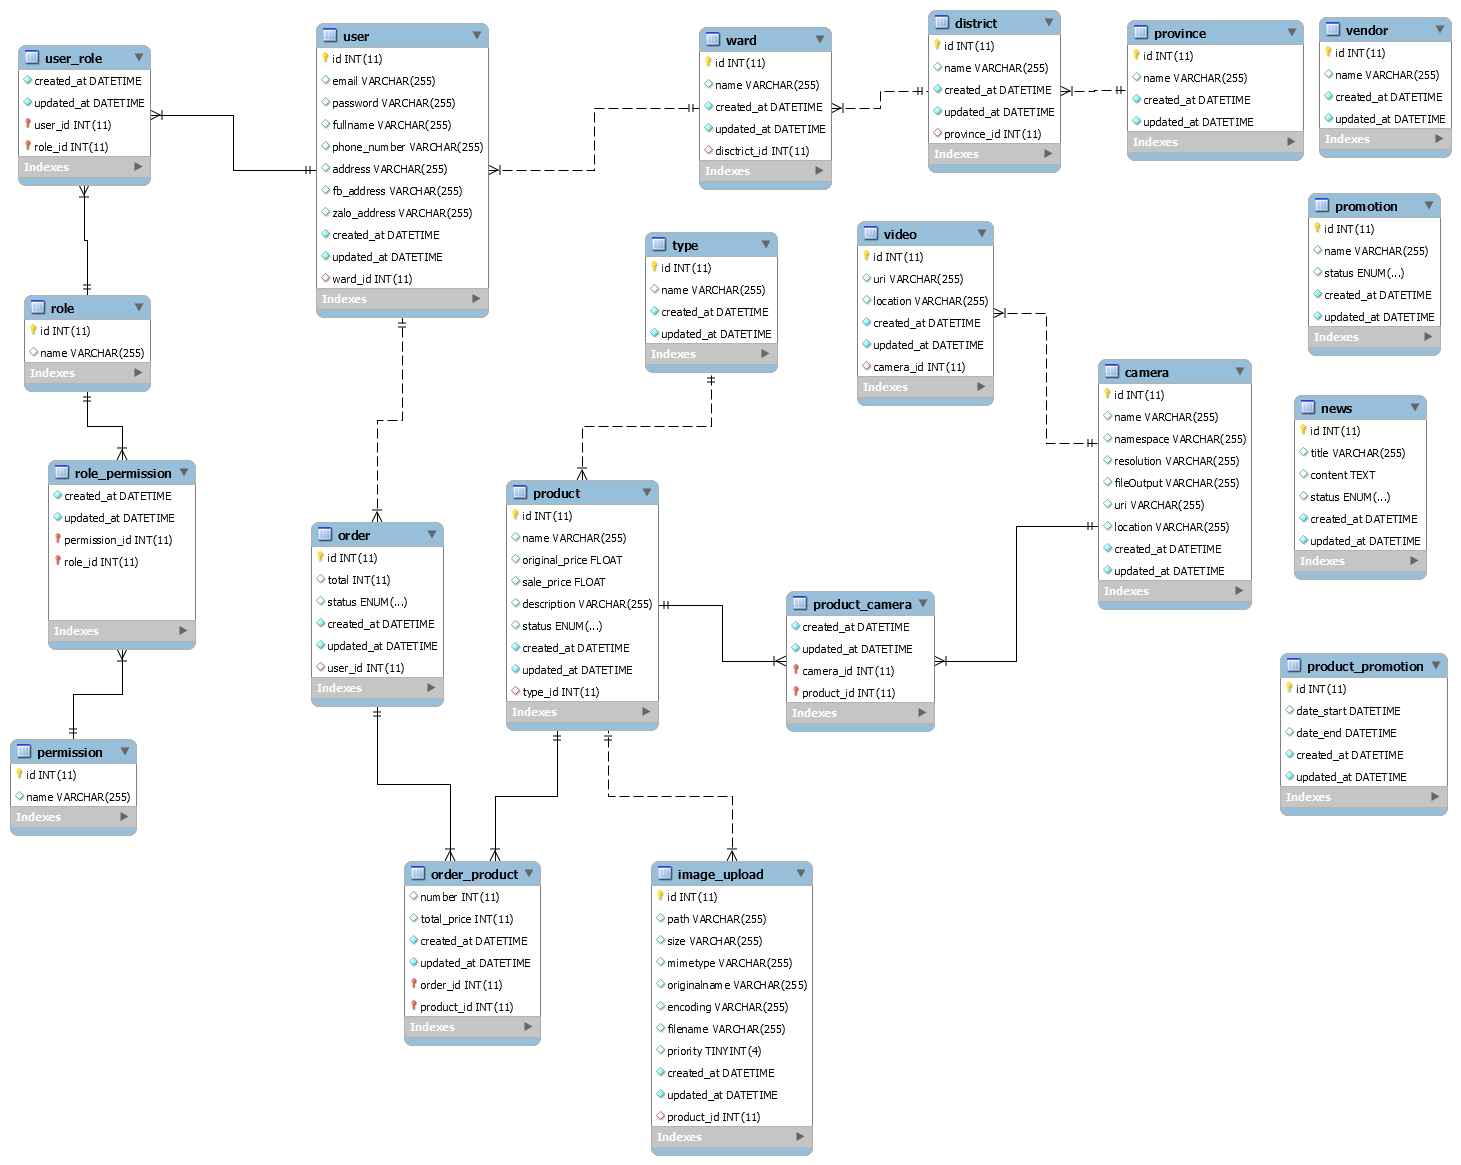 user_role
created_at DATETIME
updated_at DATETIME
user_id INT(11)
role_id INT(11)
Indexes
user
id INT(11)
email VARCHAR(255)
password VARCHAR(255)
fullname VARCHAR(255)
phone_number VARCHAR(255)
address VARCHAR(255)
fb_address VARCHAR(255)
zalo_address VARCHAR(255)
created_at DATETIME
updated_at DATETIME
ward_id INT(11)
Indexes
ward
id INT(11)
name VARCHAR(255)
created_at DATETIME
updated_at DATETIME
disctrict_id INT(11)
Indexes
district
id INT(11)
name VARCHAR(255)
created_at DATETIME
updated_at DATETIME
province_id INT(11)
Indexes
province
id INT(11)
name VARCHAR(255)
created_at DATETIME
updated_at DATETIME
Indexes
vendor
id INT(11)
name VARCHAR(255)
created_at DATETIME
updated_at DATETIME
Indexes
promotion
id INT(11)
name VARCHAR(255)
status ENUM(...)
created_at DATETIME
updated_at DATETIME
Indexes
type
id INT(11)
name VARCHAR(255)
created_at DATETIME
updated_at DATETIME
Indexes
video
id INT(11)
uri VARCHAR(255)
location VARCHAR(255)
created_at DATETIME
updated_at DATETIME
camera_id INT(11)
Indexes
role
id INT(11)
name VARCHAR(255)
Indexes
camera
id INT(11)
name VARCHAR(255)
namespace VARCHAR(255)
resolution VARCHAR(255)
fileOutput VARCHAR(255)
uri VARCHAR(255)
location VARCHAR(255)
created_at DATETIME
updated_at DATETIME
Indexes
news
id INT(11)
title VARCHAR(255)
content TEXT
status ENUM(...)
created_at DATETIME
updated_at DATETIME
Indexes
role_permission
created_at DATETIME
updated_at DATETIME
permission_id INT(11)
role_id INT(11)
Indexes
order
id INT(11)
total INT(11)
status ENUM(...)
created_at DATETIME
updated_at DATETIME
user_id INT(11)
Indexes
product
id INT(11)
name VARCHAR(255)
original_price FLOAT
sale_price FLOAT
description VARCHAR(255)
status ENUM(...)
created_at DATETIME
updated_at DATETIME
type_id INT(11)
Indexes
product_camera
created_at DATETIME
updated_at DATETIME
camera_id INT(11)
product_id INT(11)
Indexes
product_promotion
id INT(11)
date_start DATETIME
date_end DATETIME
created_at DATETIME
updated_at DATETIME
Indexes
permission
id INT(11)
name VARCHAR(255)
Indexes
order_product
number INT(11)
total_price INT(11)
created_at DATETIME
updated_at DATETIME
order_id INT(11)
product_id INT(11)
Indexes
image_upload
id INT(11)
path VARCHAR(255)
size VARCHAR(255)
mimetype VARCHAR(255)
originalname VARCHAR(255)
encoding VARCHAR(255)
filename VARCHAR(255)
priority TINYINT(4)
created_at DATETIME
updated_at DATETIME
product_id INT(11)
Indexes